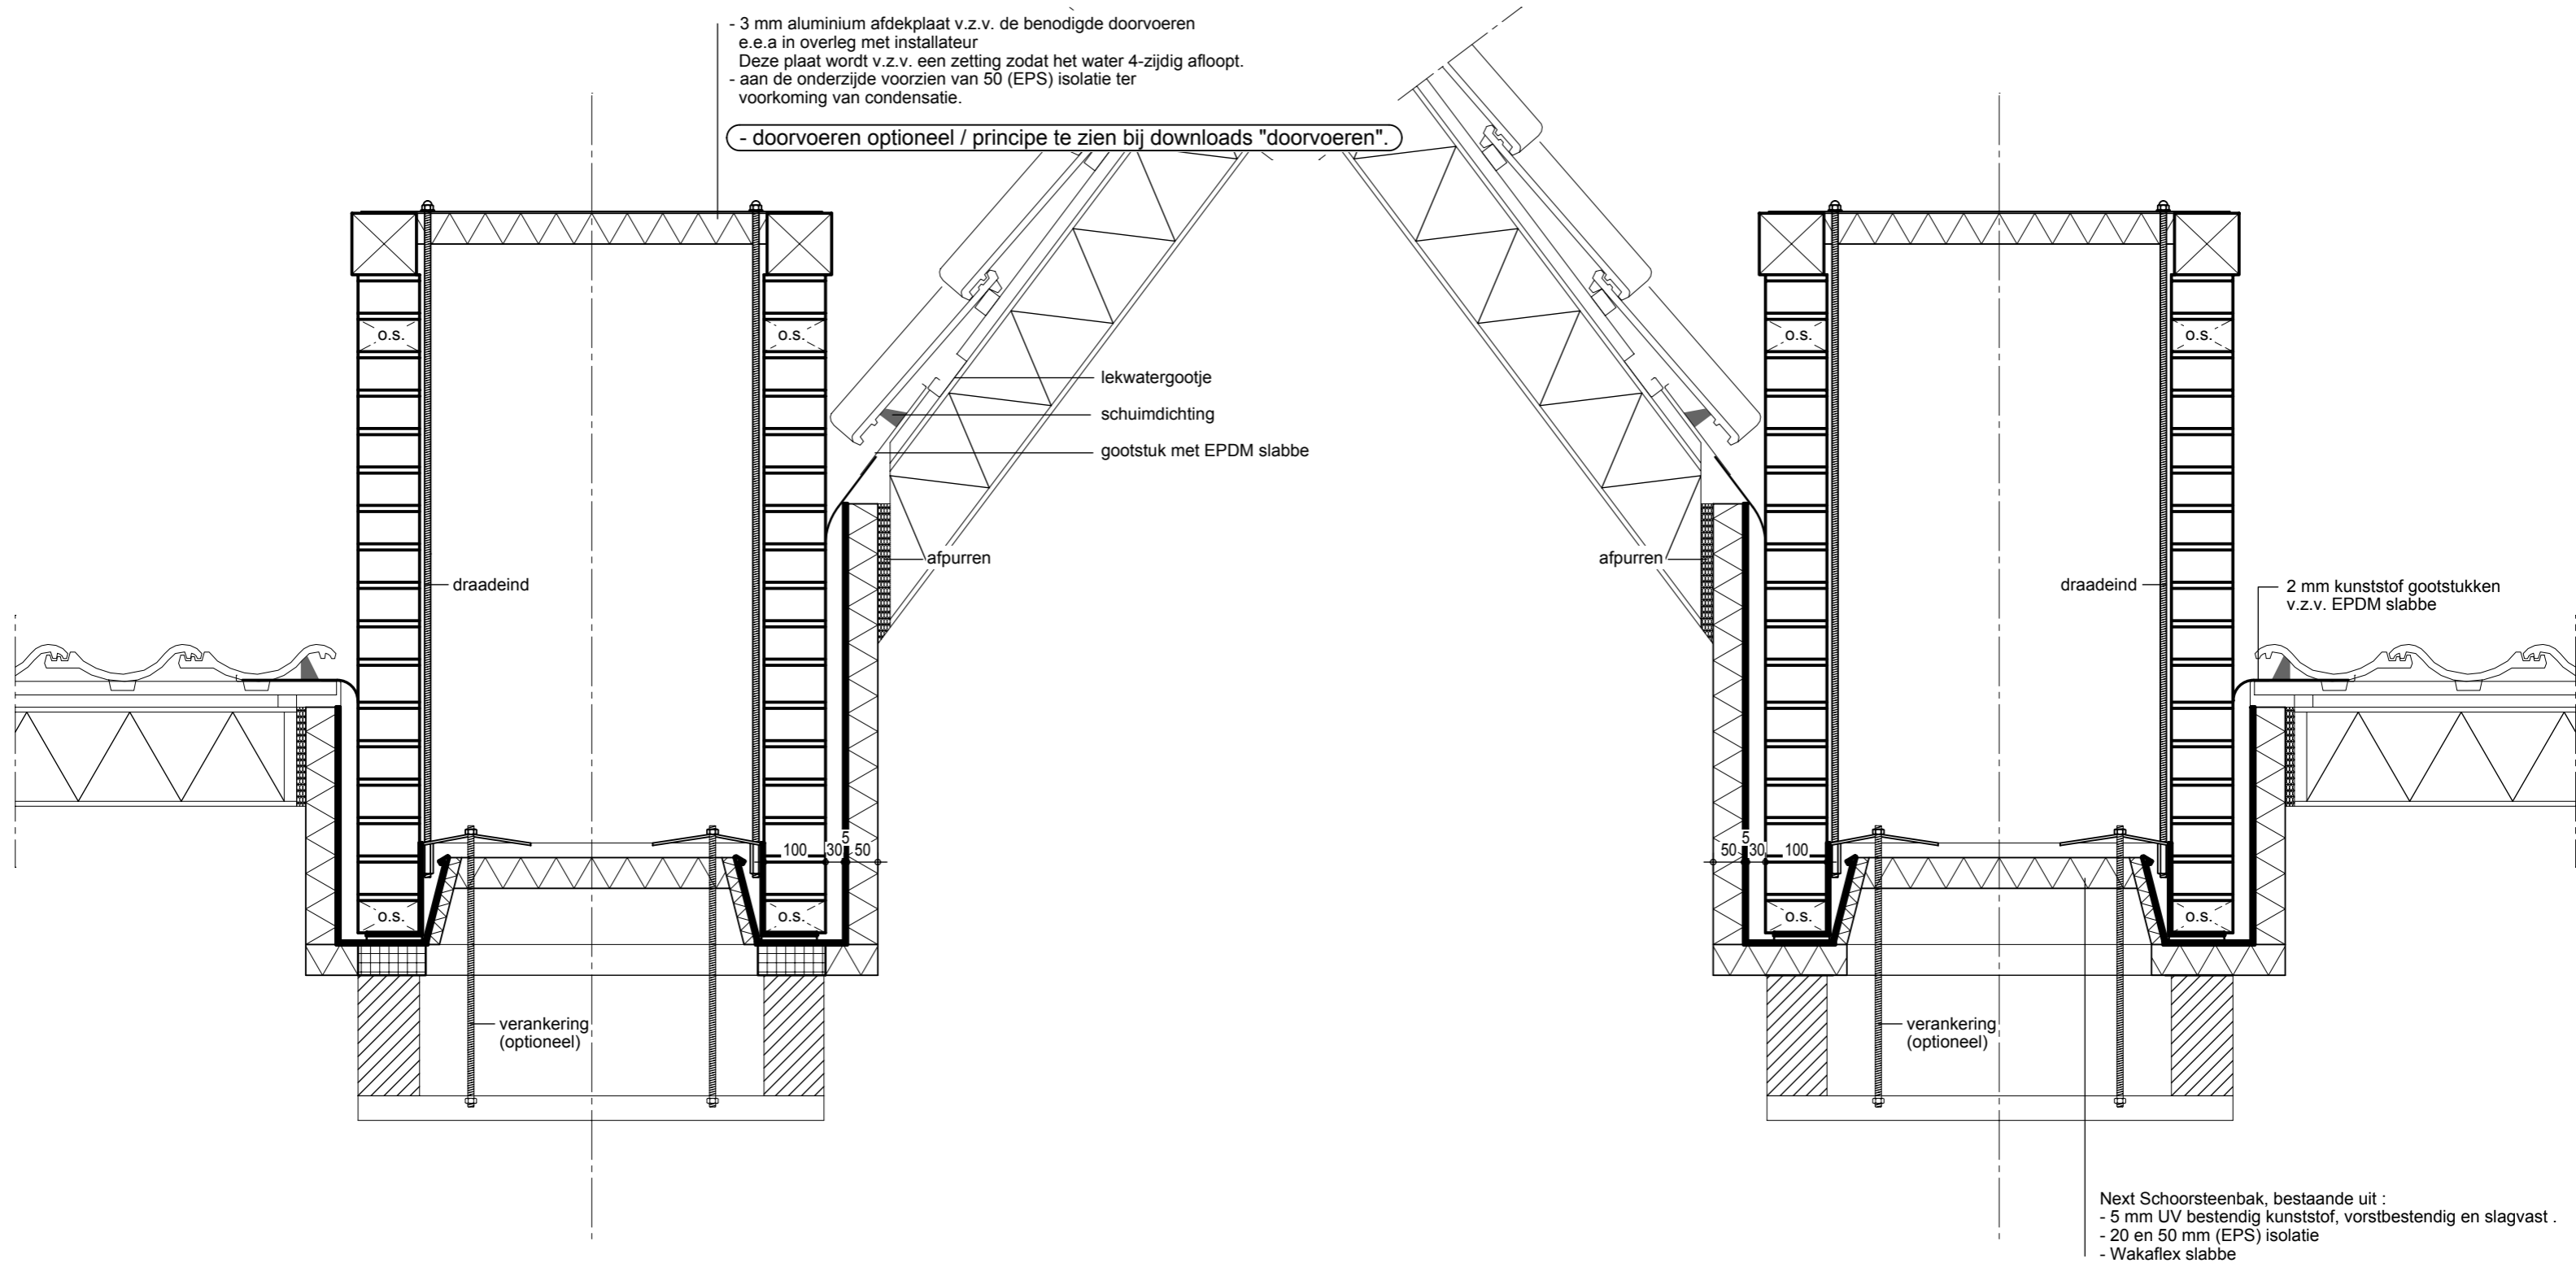 - 3 mm aluminium afdekplaat v.z.v. de benodigde doorvoeren
e.e.a in overleg met installateur
Deze plaat wordt v.z.v. een zetting zodat het water 4-zijdig afloopt.
- aan de onderzijde voorzien van 50 (EPS) isolatie ter
voorkoming van condensatie.
- doorvoeren optioneel / principe te zien bij downloads "doorvoeren".
o.s.
o.s.
o.s.
o.s.
lekwatergootje
schuimdichting
gootstuk met EPDM slabbe
afpurren
afpurren
draadeind
draadeind
2 mm kunststof gootstukken
v.z.v. EPDM slabbe
5
100 30 50
5
50 30 100
o.s.
o.s.
o.s.
o.s.
verankering
(optioneel)
verankering
(optioneel)
Next Schoorsteenbak, bestaande uit :
- 5 mm UV bestendig kunststof, vorstbestendig en slagvast .
- 20 en 50 mm (EPS) isolatie
- Wakaflex slabbe